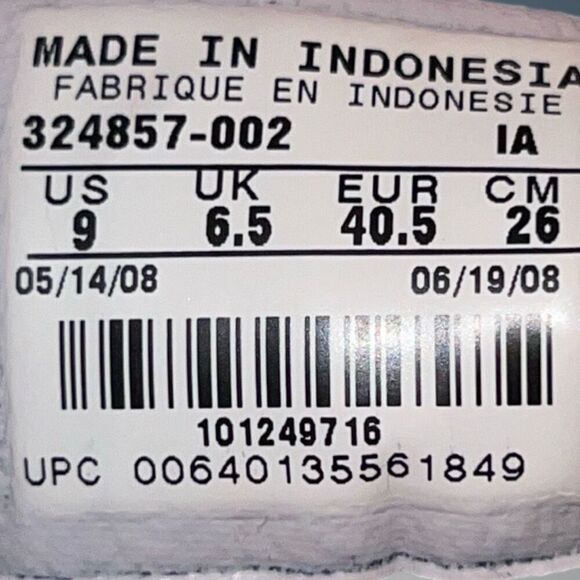 MADE IN INDONESIA
FABRIQUE EN INDONESIE
324857-002 IA
US UK EUR CM
9 6.5 40.5 26
05/14/08 06/19/08
101249716
UPC 00640135561849